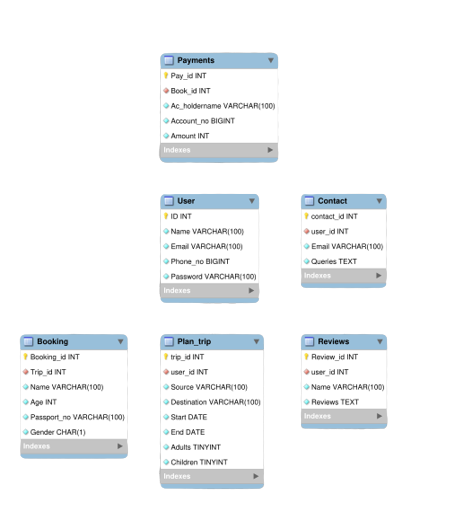 Payments
Pay_id INT
Book_id INT
Ac_holdername VARCHAR(100)
Account_no BIGINT
Amount INT
Indexes
User
ID INT
Name VARCHAR(100)
Email VARCHAR(100)
Phone_no BIGINT
Password VARCHAR(100)
Indexes
Contact
contact_id INT
user_id INT
Email VARCHAR(100)
Queries TEXT
Indexes
Booking
Booking_id INT
Trip_id INT
Name VARCHAR(100)
Age INT
Passport_no VARCHAR(100)
Gender CHAR(1)
Indexes
Plan_trip
trip_id INT
user_id INT
Source VARCHAR(100)
Destination VARCHAR(100)
Start DATE
End DATE
Adults TINYINT
Children TINYINT
Indexes
Reviews
Review_id INT
user_id INT
Name VARCHAR(100)
Reviews TEXT
Indexes